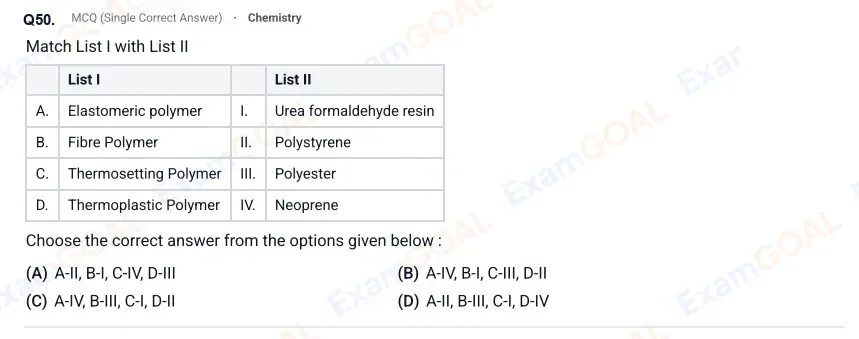 Q50. MCQ (Single Correct Answer) · Chemistry
Match List I with List II
List I List II
A. Elastomeric polymer I. Urea formaldehyde resin
B. Fibre Polymer II. Polystyrene
C. Thermosetting Polymer III. Polyester
D. Thermoplastic Polymer IV. Neoprene
Choose the correct answer from the options given below :
(A) A-II, B-I, C-IV, D-III (B) A-IV, B-I, C-III, D-II
(C) A-IV, B-III, C-I, D-II (D) A-II, B-III, C-I, D-IV
ExamGOAL